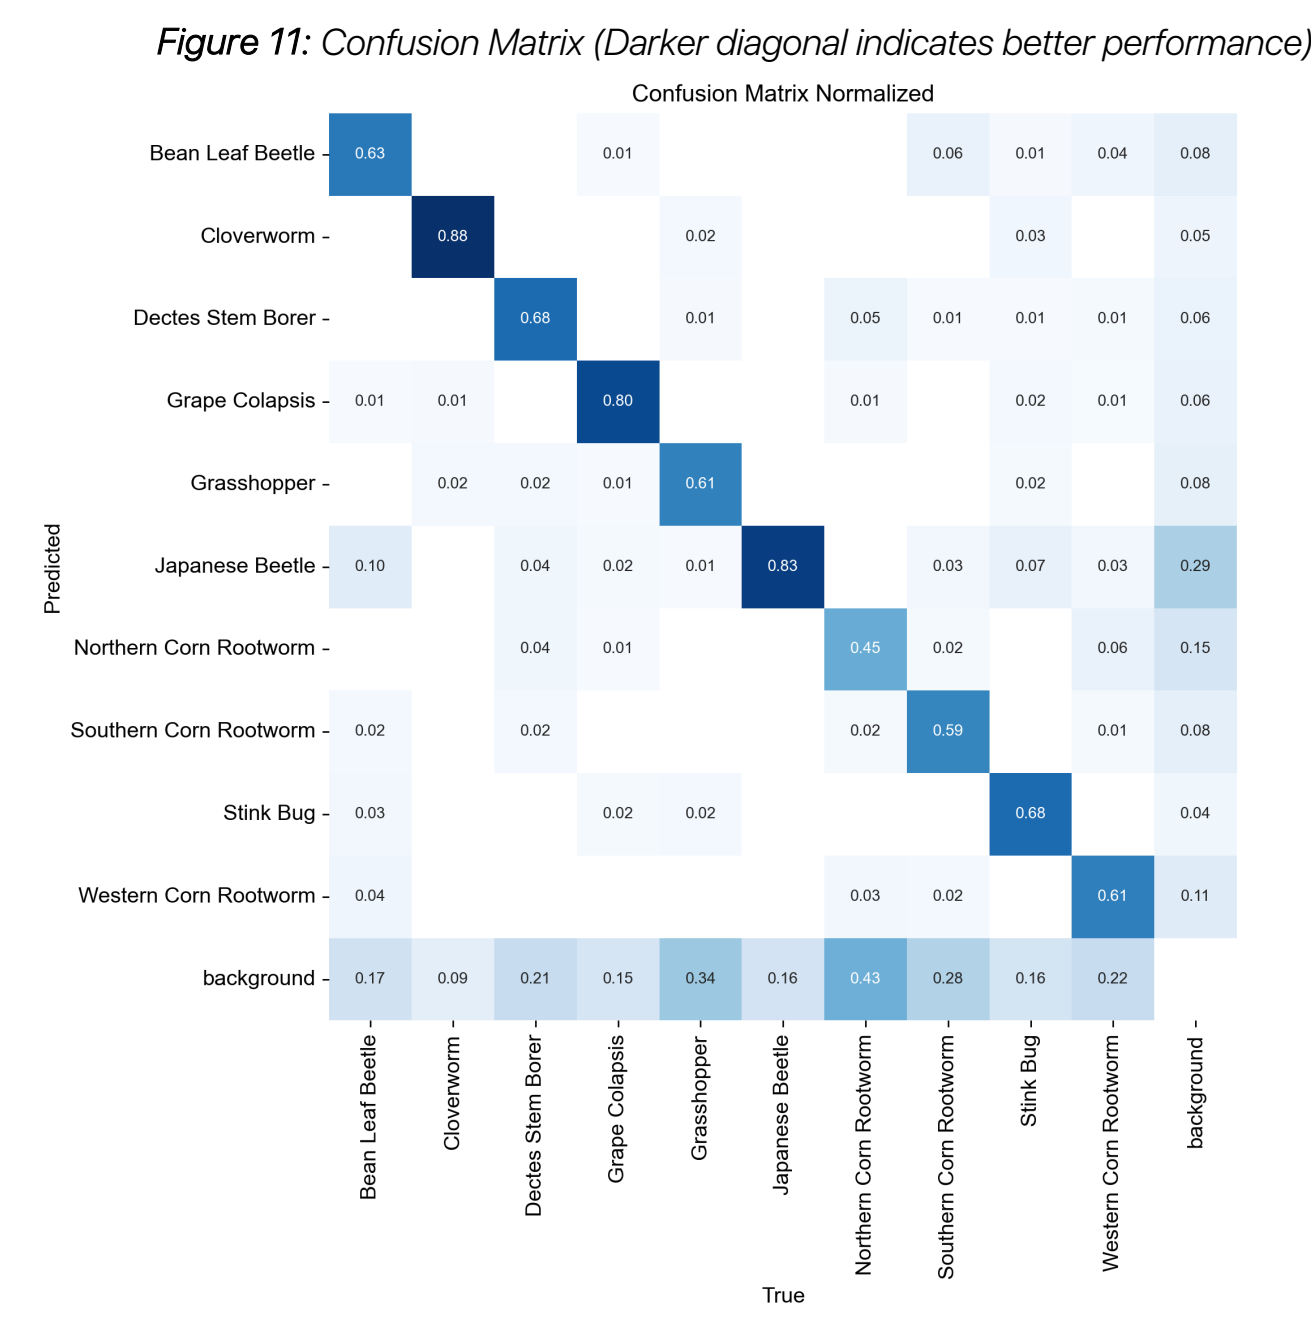 Figure 11: Confusion Matrix (Darker diagonal indicates better performance)
Confusion Matrix Normalized
Bean Leaf Beetle 0.63 0.01 0.06 0.01 0.04 0.08
Cloverworm 0.88 0.02 0.03 0.05
Dectes Stem Borer 0.68 0.01 0.05 0.01 0.01 0.01 0.06
Grape Colapsis 0.01 0.01 0.80 0.01 0.02 0.01 0.06
Grasshopper 0.02 0.02 0.01 0.61 0.02 0.08
Predicted
Japanese Beetle 0.10 0.04 0.02 0.01 0.83 0.03 0.07 0.03 0.29
Northern Corn Rootworm 0.04 0.01 0.45 0.02 0.06 0.15
Southern Corn Rootworm 0.02 0.02 0.02 0.59 0.01 0.08
Stink Bug 0.03 0.02 0.02 0.68 0.04
Western Corn Rootworm 0.04 0.03 0.02 0.61 0.11
background 0.17 0.09 0.21 0.15 0.34 0.16 0.43 0.28 0.16 0.22
Bean Leaf Beetle
Cloverworm
Dectes Stem Borer
Grape Colapsis
Grasshopper
Japanese Beetle
Northern Corn Rootworm
Southern Corn Rootworm
Stink Bug
Western Corn Rootworm
background
True